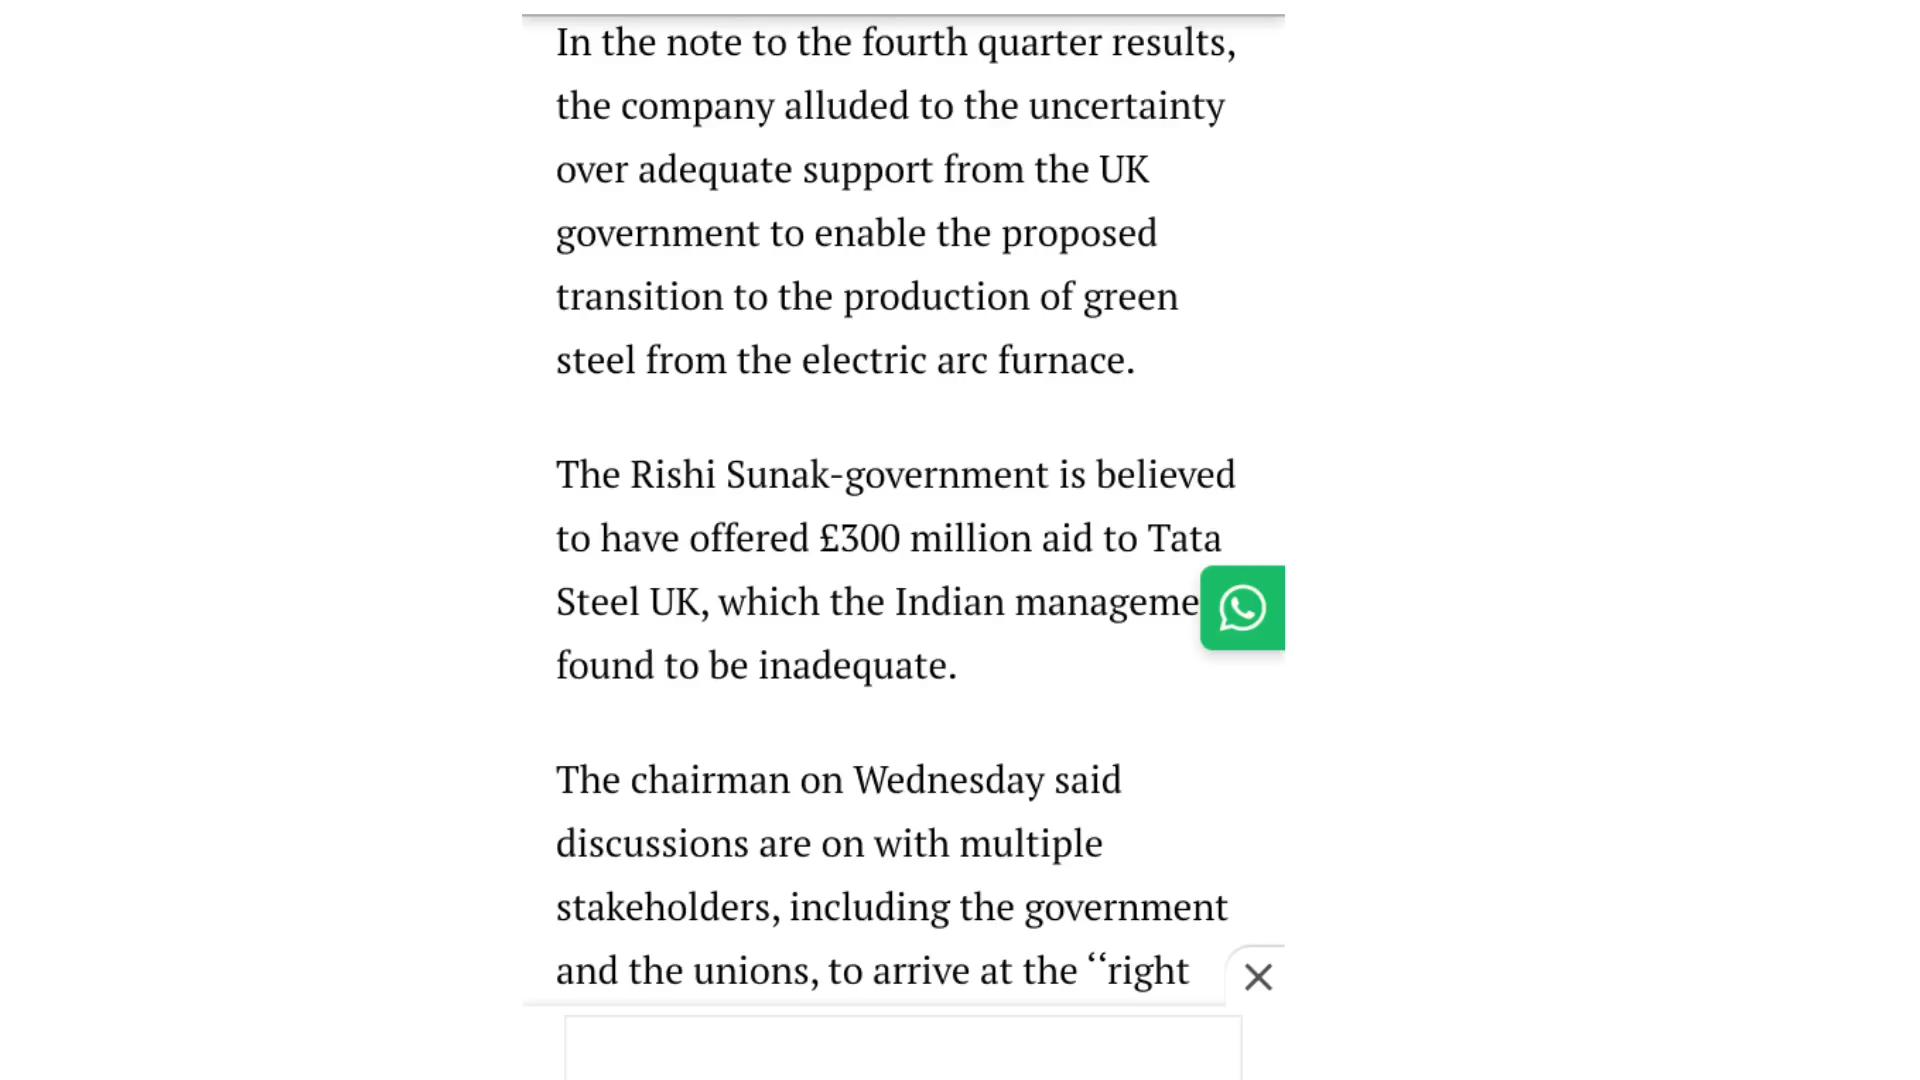 In the note to the fourth quarter results,
the company alluded to the uncertainty
over adequate support from the UK
government to enable the proposed
transition to the production of green
steel from the electric arc furnace.
The Rishi Sunak-government is believed
to have offered £300 million aid to Tata
Steel UK, which the Indian manageme
found to be inadequate.
The chairman on Wednesday said
discussions are on with multiple
stakeholders, including the government
and the unions, to arrive at the ‘‘right